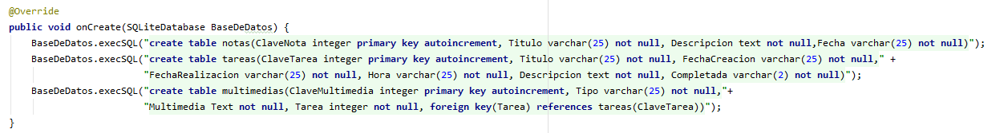 @Override
public void onCreate(SQLiteDatabase BaseDeDatos) {
BaseDeDatos.execSQL("create table notas(ClaveNota integer primary key autoincrement, Titulo varchar(25) not null, Descripcion text not null,Fecha varchar(25) not null)");
BaseDeDatos.execSQL("create table tareas(ClaveTarea integer primary key autoincrement, Titulo varchar(25) not null, FechaCreacion varchar(25) not null," +
"FechaRealizacion varchar(25) not null, Hora varchar(25) not null, Descripcion text not null, Completada varchar(2) not null)");
BaseDeDatos.execSQL("create table multimedias(ClaveMultimedia integer primary key autoincrement, Tipo varchar(25) not null,"+
"Multimedia Text not null, Tarea integer not null, foreign key(Tarea) references tareas(ClaveTarea))");
}